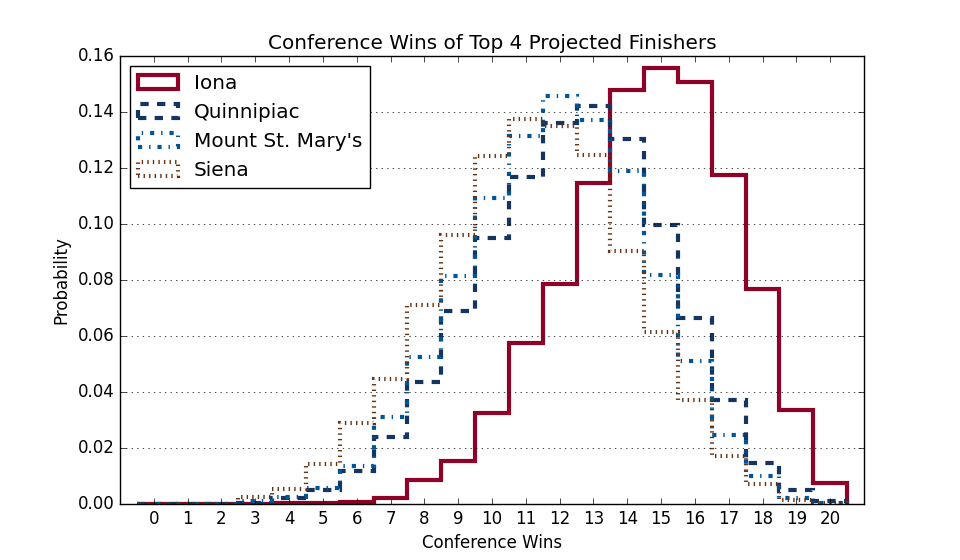 Conference Wins of Top 4 Projected Finishers
Iona
Quinnipiac
Mount St. Mary's
Siena
Probability
0.16
0.14
0.12
0.10
0.08
0.06
0.04
0.02
0.00
0 1 2 3 4 5 6 7 8 9 10 11 12 13 14 15 16 17 18 19 20
Conference Wins